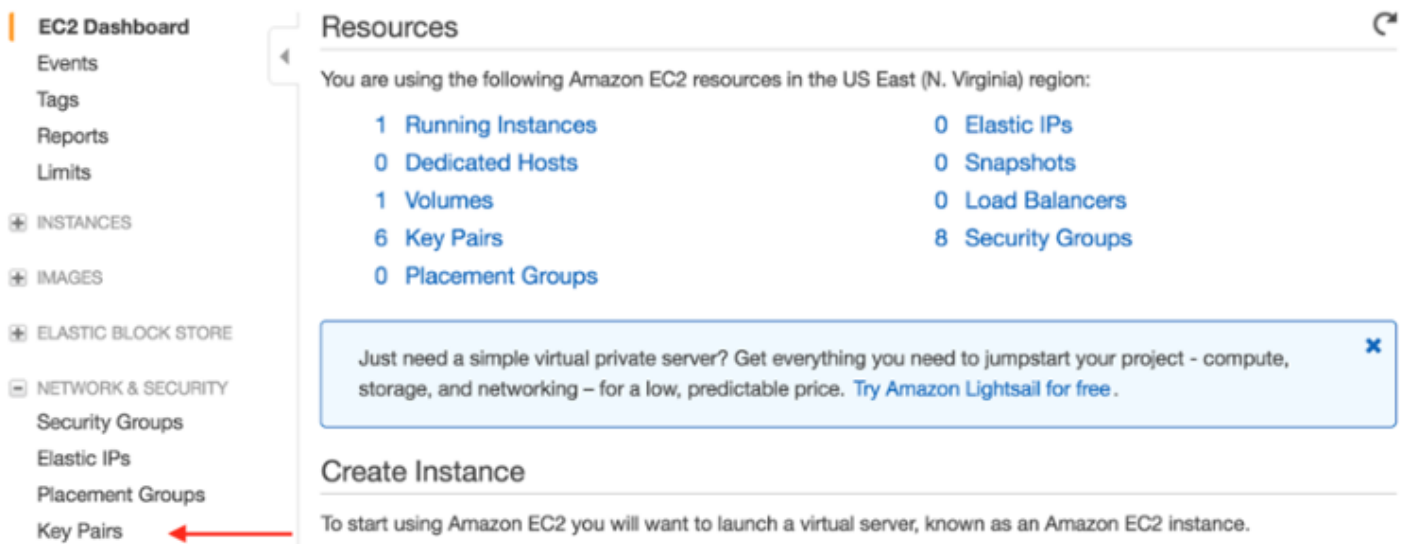 EC2 Dashboard
Events
Tags
Reports
Limits
INSTANCES
IMAGES
ELASTIC BLOCK STORE
NETWORK & SECURITY
Security Groups
Elastic IPs
Placement Groups
Key Pairs
Resources
You are using the following Amazon EC2 resources in the US East (N. Virginia) region:
1 Running Instances
0 Dedicated Hosts
1 Volumes
6 Key Pairs
0 Placement Groups
0 Elastic IPs
0 Snapshots
0 Load Balancers
8 Security Groups
Just need a simple virtual private server? Get everything you need to jumpstart your project - compute,
storage, and networking – for a low, predictable price. Try Amazon Lightsail for free.
Create Instance
To start using Amazon EC2 you will want to launch a virtual server, known as an Amazon EC2 instance.